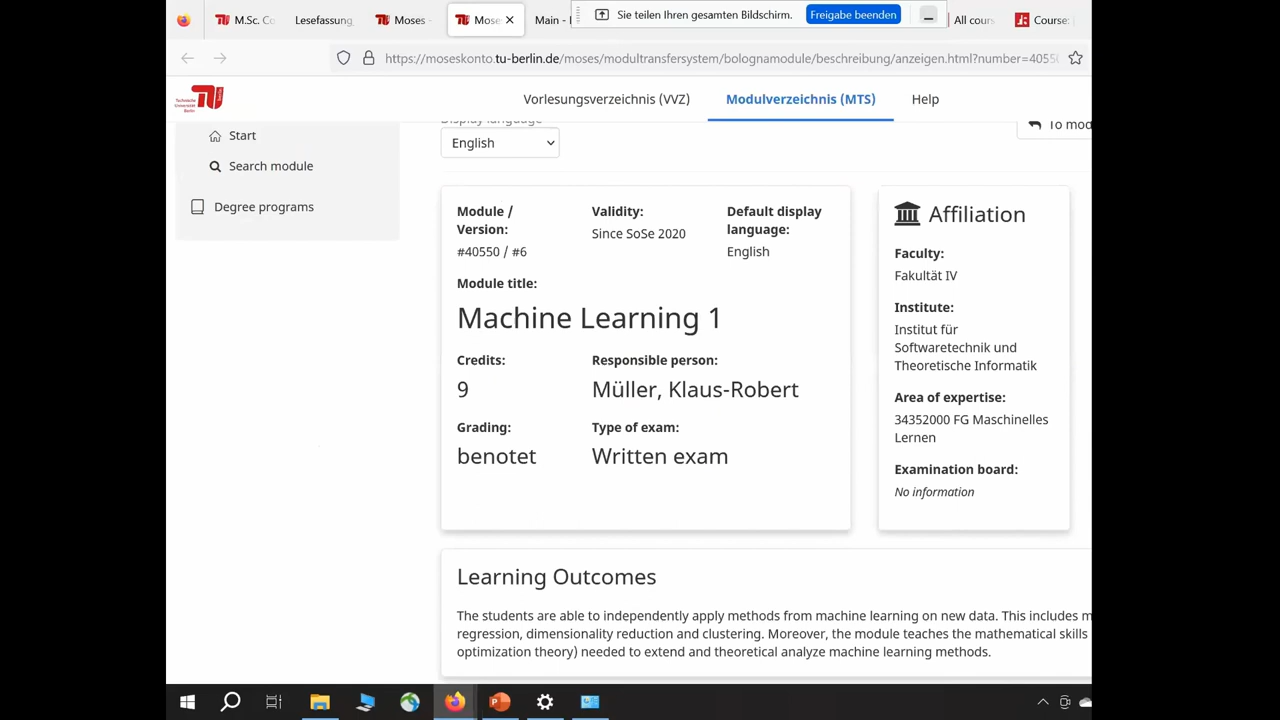 M.Sc. Co
Lesefassung
Moses -
Mose
Main -
Sie teilen Ihren gesamten Bildschirm.
Freigabe beenden
All cour
Course:
https://moseskonto.tu-berlin.de/moses/modultransfersystem/bolognamodule/beschreibung/anzeigen.html?number=4055
Technische
Universität
Berlin
Vorlesungsverzeichnis (VVZ)
Modulverzeichnis (MTS)
Help
Start
Search module
Degree programs
Display language
English
To mod
Module /
Version:
#40550 / #6
Validity:
Since SoSe 2020
Default display
language:
English
Module title:
Machine Learning 1
Credits:
9
Responsible person:
Müller, Klaus-Robert
Grading:
benotet
Type of exam:
Written exam
Affiliation
Faculty:
Fakultät IV
Institute:
Institut für
Softwaretechnik und
Theoretische Informatik
Area of expertise:
34352000 FG Maschinelles
Lernen
Examination board:
No information
Learning Outcomes
The students are able to independently apply methods from machine learning on new data. This includes m
regression, dimensionality reduction and clustering. Moreover, the module teaches the mathematical skills
optimization theory) needed to extend and theoretical analyze machine learning methods.